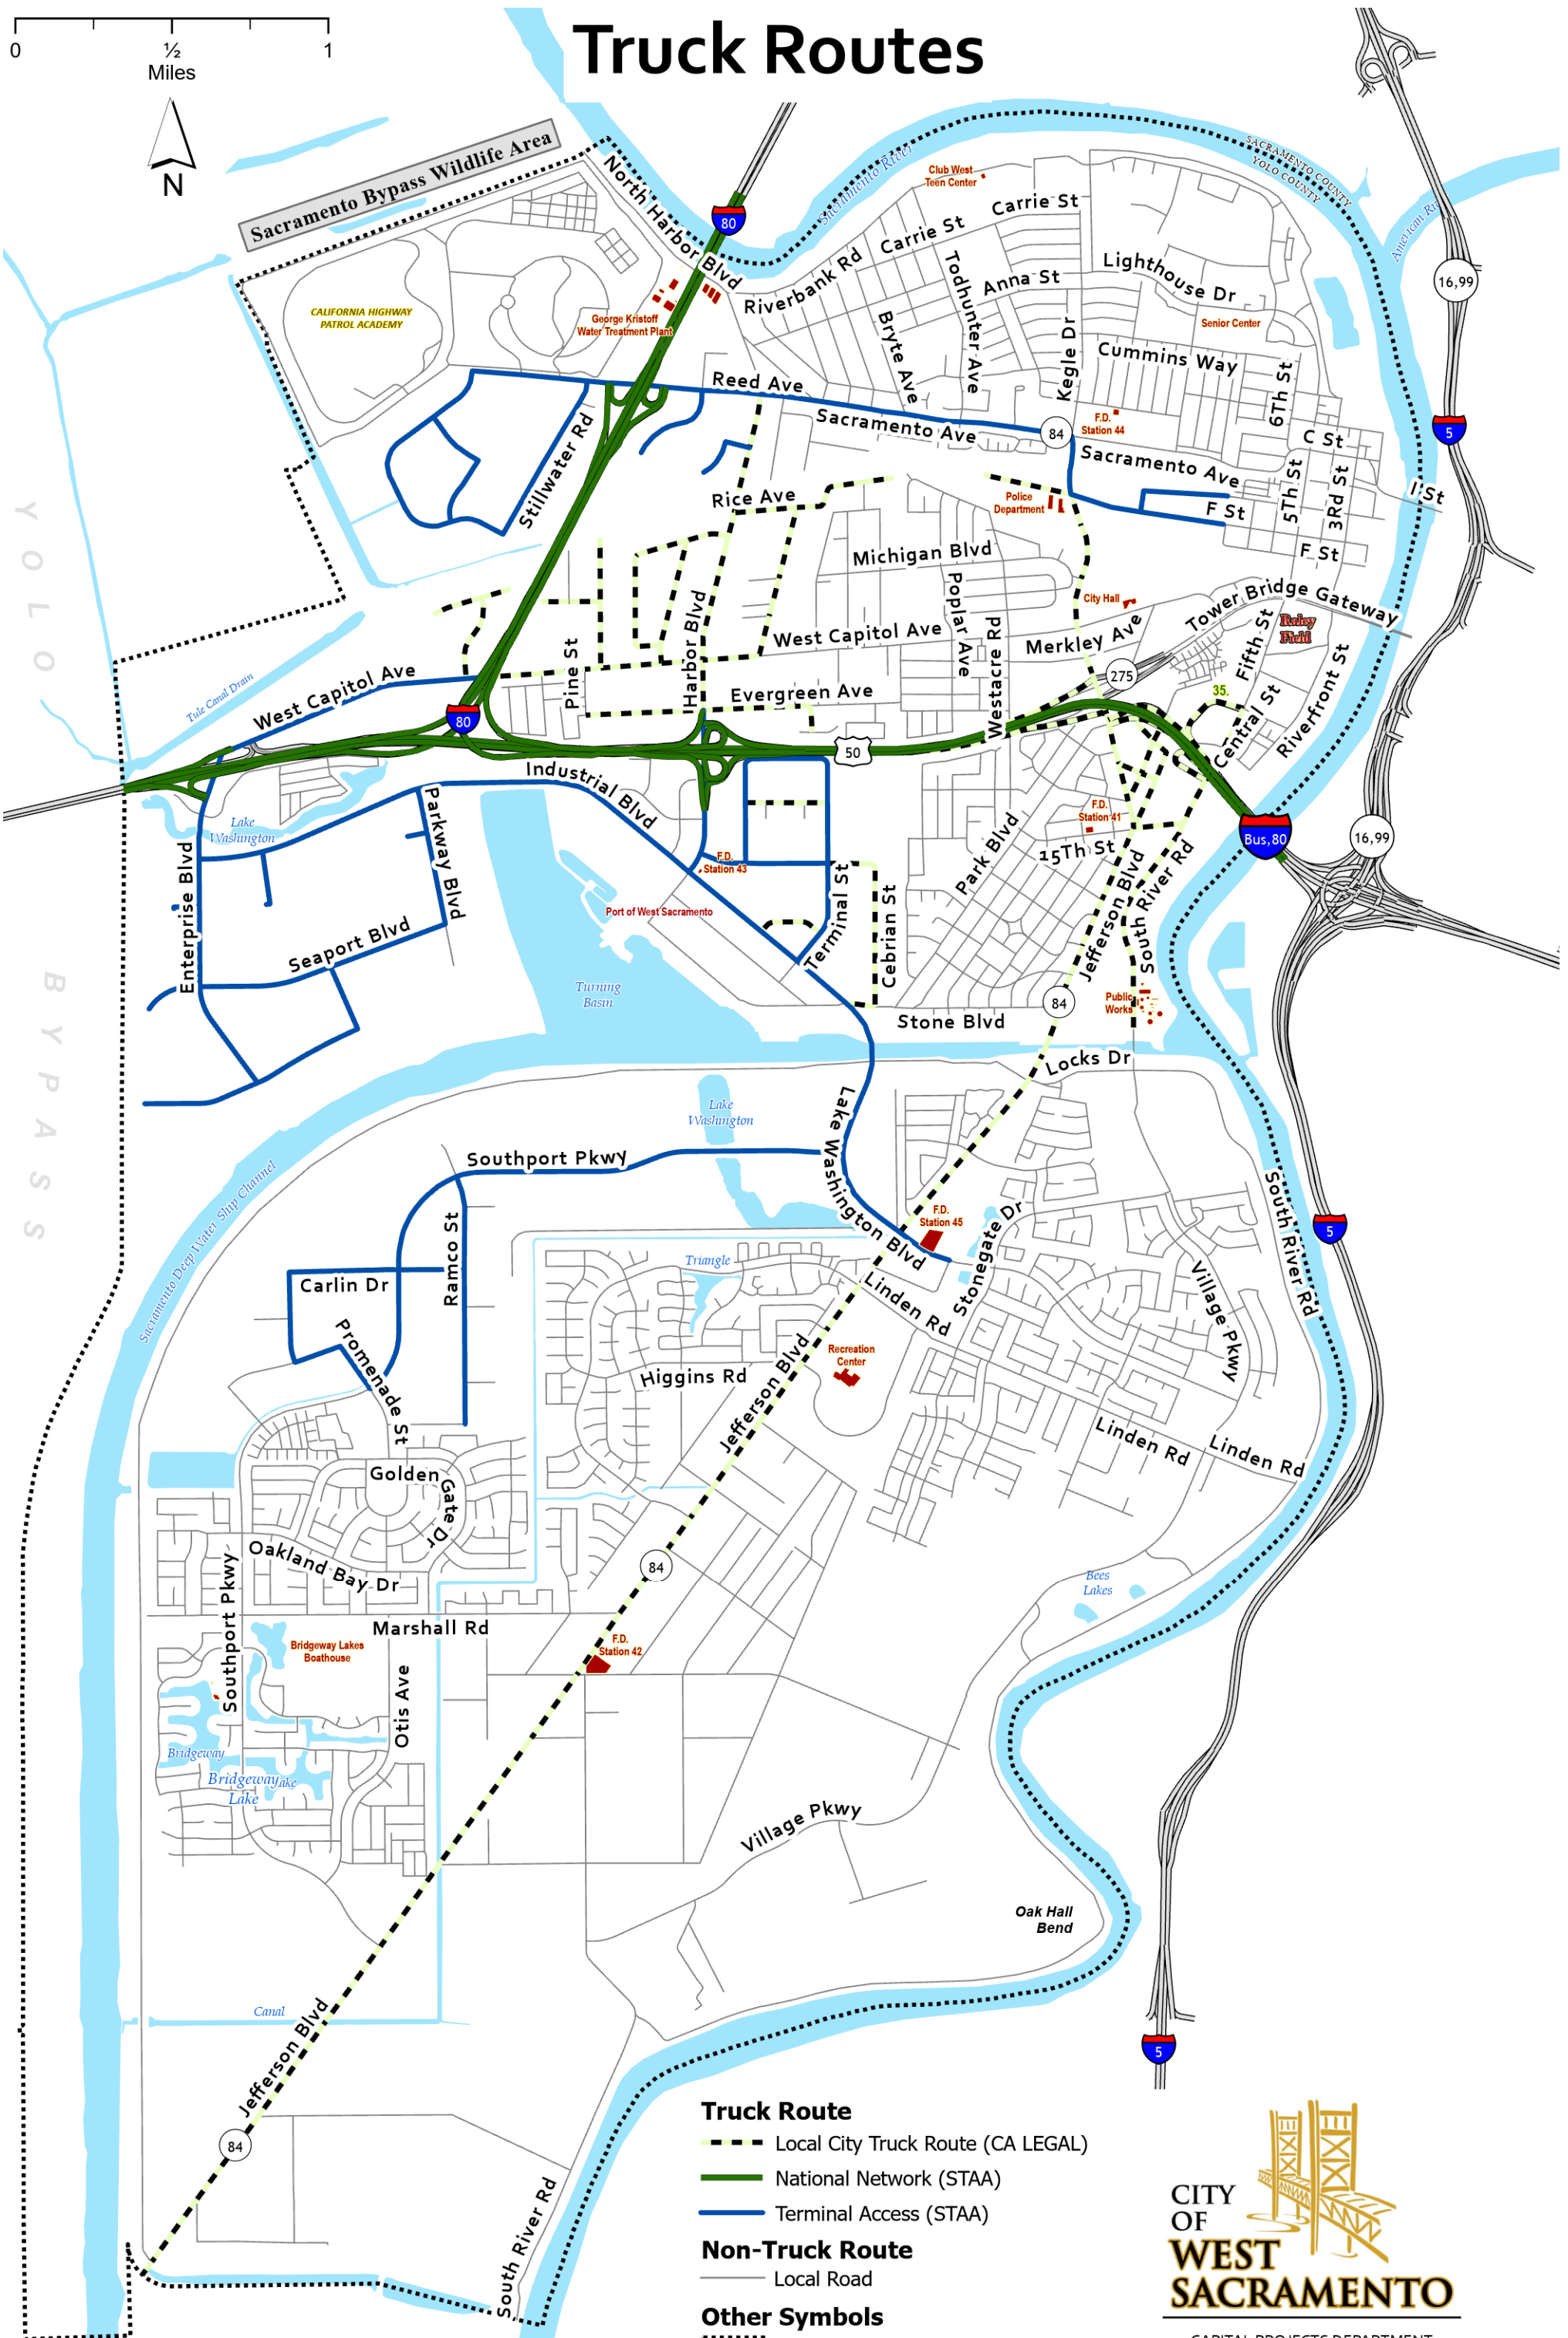 Truck Routes
0
½
1
Miles
N
Sacramento Bypass Wildlife Area
North Harbor Blvd
80
Sacramento River
SACRAMENTO COUNTY
YOLO COUNTY
16,99
Club West
Teen Center
Carrie St
Carrie St
Riverbank Rd
Todhunter Ave
Anna St
Lighthouse Dr
CALIFORNIA HIGHWAY
PATROL ACADEMY
George Kristoff
Water Treatment Plant
Bryte Ave
Kegle Dr
Senior Center
Cummins Way
6Th St
Reed Ave
Sacramento Ave
84
F.D.
Station 44
C St
5
Stillwater Rd
Sacramento Ave
5Th St
3Rd St
I St
Rice Ave
Police
Department
F St
F St
Michigan Blvd
YOLO
BYPASS
Harbor Blvd
Poplar Ave
City Hall
Tower Bridge Gateway
West Capitol Ave
Westacre Rd
Merkley Ave
Fifth St
Raley
Field
Pine St
275
Riverfront St
Tule Canal Drain
West Capitol Ave
Evergreen Ave
35.
Central St
80
50
Industrial Blvd
Lake
Washington
Parkway Blvd
F.D.
Station 41
Bus,80
16,99
Enterprise Blvd
F.D.
Station 43
15Th St
Park Blvd
Jefferson Blvd
South River Rd
Port of West Sacramento
Terminal St
Cebrian St
Seaport Blvd
Turning
Basin
84
Public
Works
Stone Blvd
Locks Dr
Lake
Washington
Lake Washington Blvd
Southport Pkwy
Sacramento Deep Water Ship Channel
Ramco St
F.D.
Station 45
Stonegate Dr
South River Rd
5
Carlin Dr
Triangle
Linden Rd
Village Pkwy
Promenade St
Recreation
Center
Higgins Rd
Jefferson Blvd
Linden Rd
Linden Rd
Golden Gate Dr
Oakland Bay Dr
84
Bees
Lakes
Southport Pkwy
Marshall Rd
F.D.
Station 42
Bridgeway Lakes
Boathouse
Otis Ave
Bridgeway
Bridgeway
Lake
Village Pkwy
Oak Hall
Bend
Canal
Jefferson Blvd
5
84
South River Rd
Truck Route
Local City Truck Route (CA LEGAL)
National Network (STAA)
Terminal Access (STAA)
Non-Truck Route
Local Road
Other Symbols
CITY
OF
WEST
SACRAMENTO
CAPITAL PROJECTS DEPARTMENT